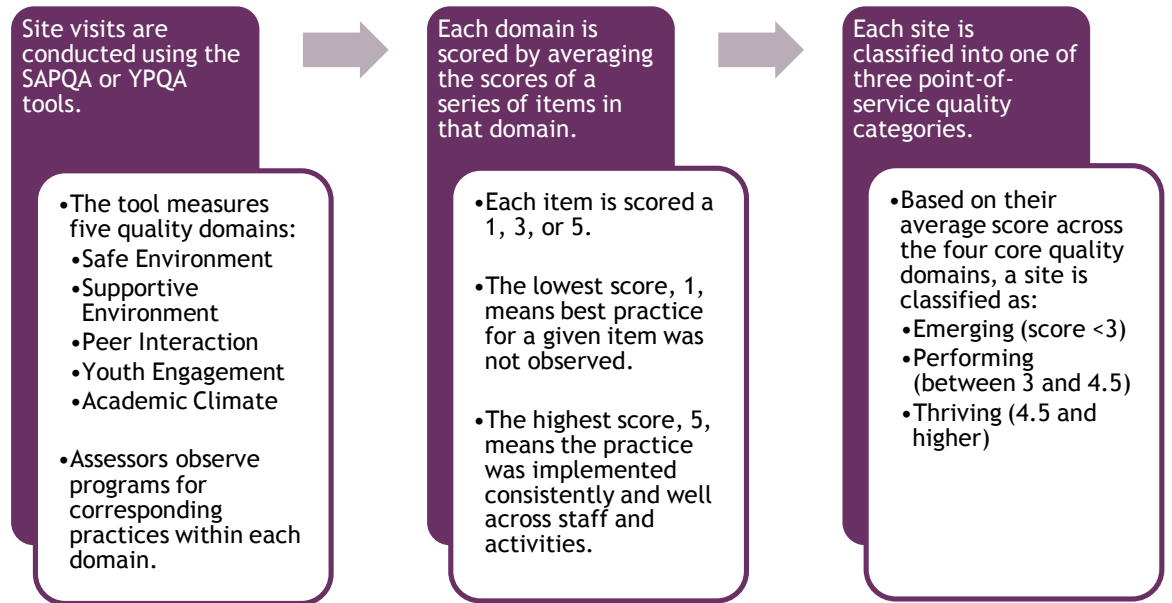 Site visits are
conducted using the
SAPQA or YPQA
tools.
•The tool measures
five quality domains:
•Safe Environment
•Supportive
Environment
•Peer Interaction
•Youth Engagement
•Academic Climate
•Assessors observe
programs for
corresponding
practices within each
domain.
Each domain is
scored by averaging
the scores of a
series of items in
that domain.
•Each item is scored a
1, 3, or 5.
•The lowest score, 1,
means best practice
for a given item was
not observed.
•The highest score, 5,
means the practice
was implemented
consistently and well
across staff and
activities.
Each site is
classified into one of
three point-of-
service quality
categories.
•Based on their
average score across
the four core quality
domains, a site is
classified as:
•Emerging (score <3)
•Performing
(between 3 and 4.5)
•Thriving (4.5 and
higher)